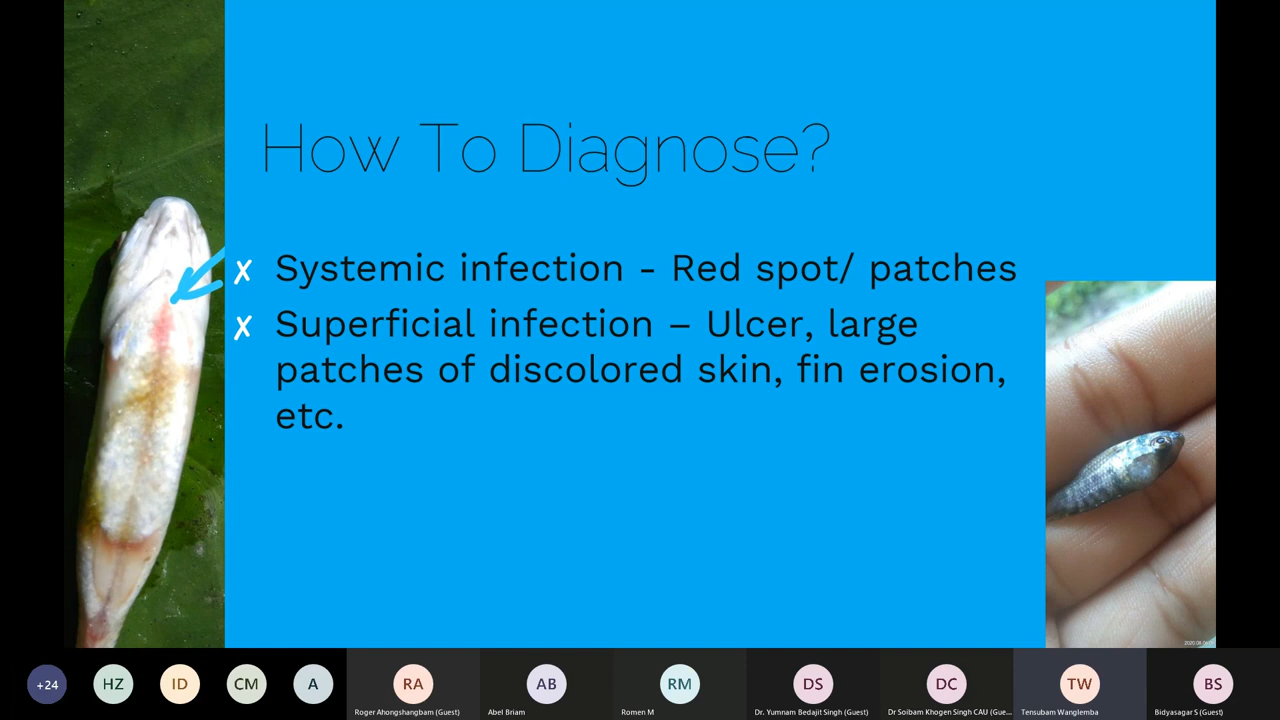 How To Diagnose?
✗ Systemic infection - Red spot/ patches
✗ Superficial infection – Ulcer, large
patches of discolored skin, fin erosion,
etc.
+24
HZ
ID
CM
A
RA
AB
RM
DS
DC
TW
BS
Roger Ahongshangbam (Guest)
Abel Briam
Romen M
Dr. Yumnam Bedajit Singh (Guest)
Dr Soibam Khogen Singh CAU (Gue...
Tensubam Wanglemba
Bidyasagar S (Guest)